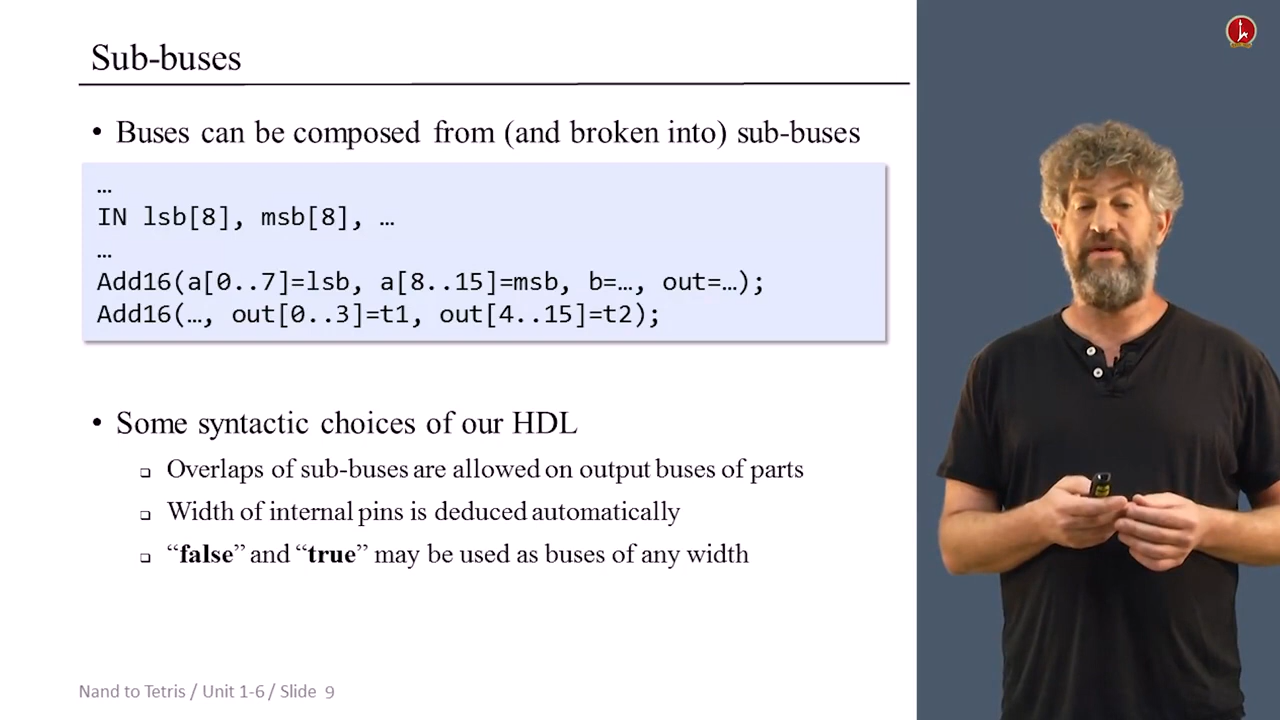 Sub-buses
• Buses can be composed from (and broken into) sub-buses
…
IN lsb[8], msb[8], …
…
Add16(a[0..7]=lsb, a[8..15]=msb, b=…, out=…);
Add16(…, out[0..3]=t1, out[4..15]=t2);
• Some syntactic choices of our HDL
❑ Overlaps of sub-buses are allowed on output buses of parts
❑ Width of internal pins is deduced automatically
❑ “false” and “true” may be used as buses of any width
Nand to Tetris / Unit 1-6 / Slide 9